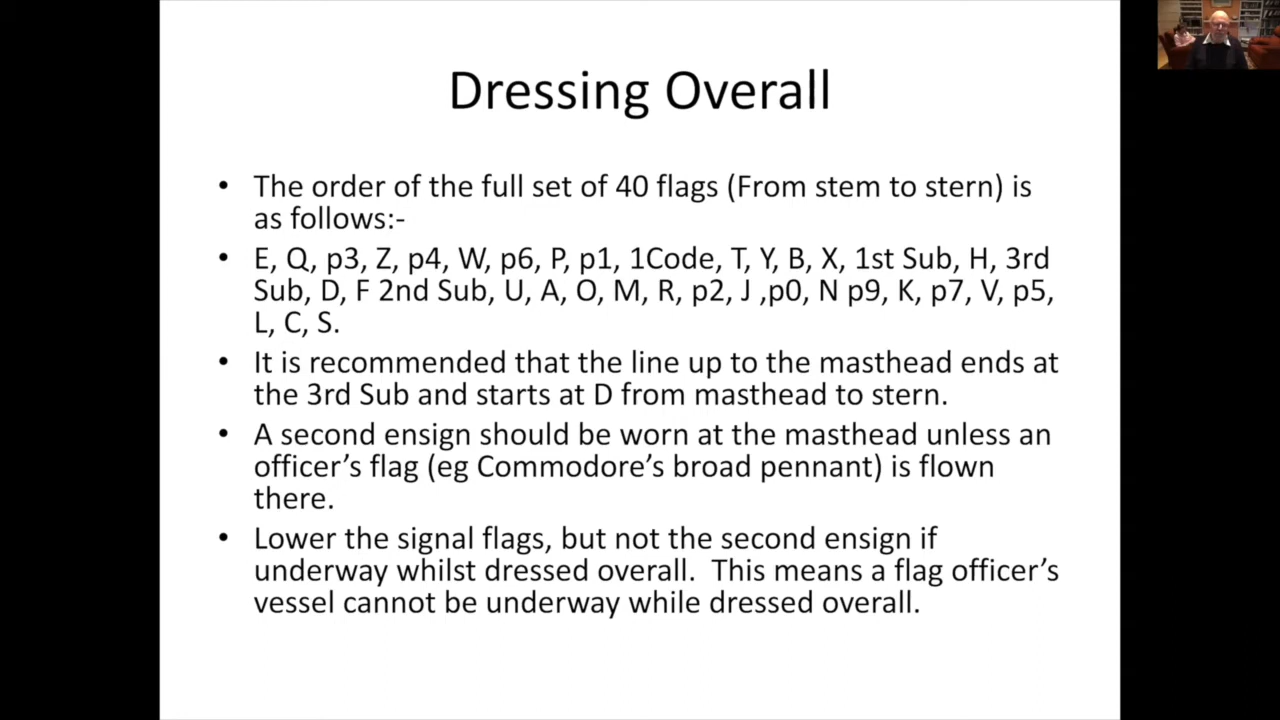 Dressing Overall
• The order of the full set of 40 flags (From stem to stern) is
as follows:-
• E, Q, p3, Z, p4, W, p6, P, p1, 1Code, T, Y, B, X, 1st Sub, H, 3rd
Sub, D, F 2nd Sub, U, A, O, M, R, p2, J ,p0, N p9, K, p7, V, p5,
L, C, S.
• It is recommended that the line up to the masthead ends at
the 3rd Sub and starts at D from masthead to stern.
• A second ensign should be worn at the masthead unless an
officer’s flag (eg Commodore’s broad pennant) is flown
there.
• Lower the signal flags, but not the second ensign if
underway whilst dressed overall.  This means a flag officer’s
vessel cannot be underway while dressed overall.